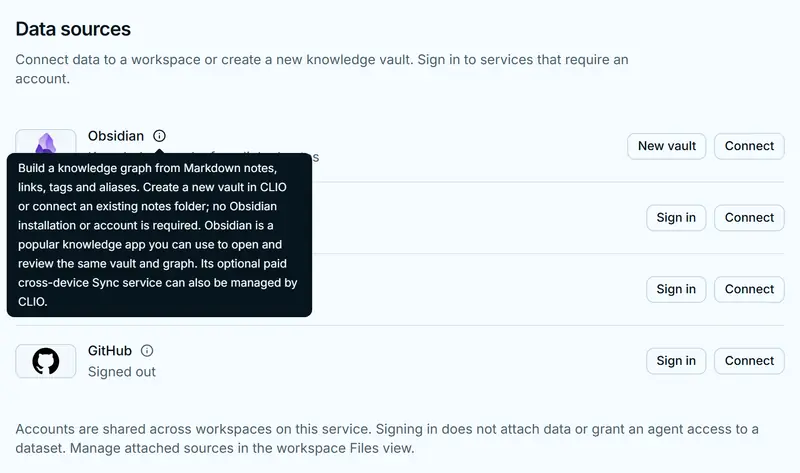 Data sources
Connect data to a workspace or create a new knowledge vault. Sign in to services that require an
account.
Obsidian
New vault
Connect
Build a knowledge graph from Markdown notes,
links, tags and aliases. Create a new vault in CLIO
or connect an existing notes folder; no Obsidian
installation or account is required. Obsidian is a
popular knowledge app you can use to open and
review the same vault and graph. Its optional paid
cross-device Sync service can also be managed by
CLIO.
Sign in
Connect
Sign in
Connect
GitHub
Signed out
Sign in
Connect
Accounts are shared across workspaces on this service. Signing in does not attach data or grant an agent access to a
dataset. Manage attached sources in the workspace Files view.